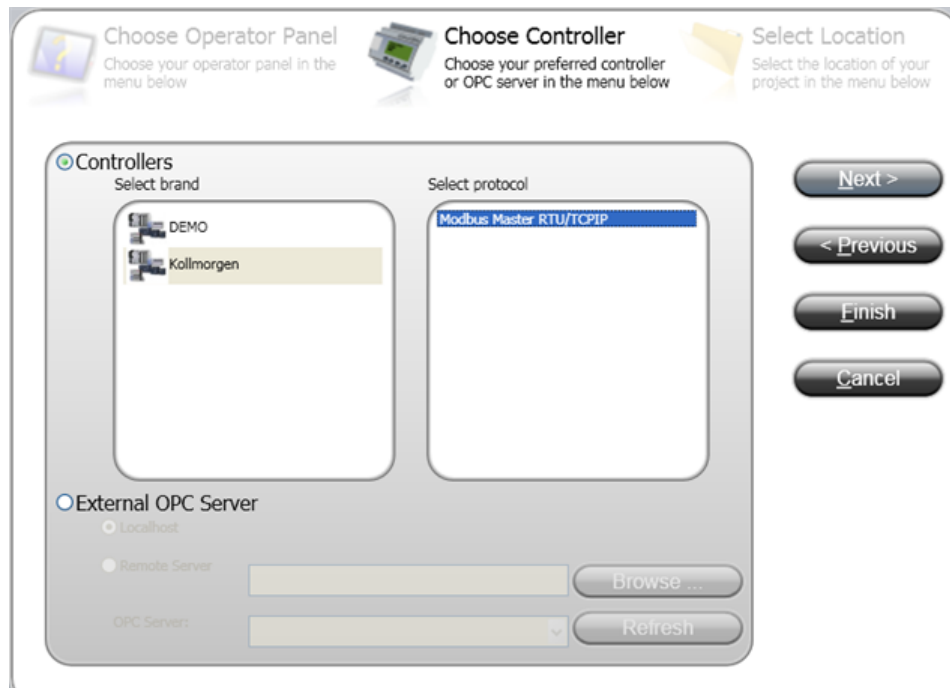 Choose Operator Panel
Choose your operator panel in the
menu below
Choose Controller
Choose your preferred controller
or OPC server in the menu below
Select Location
Select the location of your
project in the menu below
Controllers
Select brand
Select protocol
DEMO
Kollmorgen
Modbus Master RTU/TCPIP
Next >
< Previous
Finish
Cancel
External OPC Server
Localhost
Remote Server
Browse ...
OPC Server:
Refresh